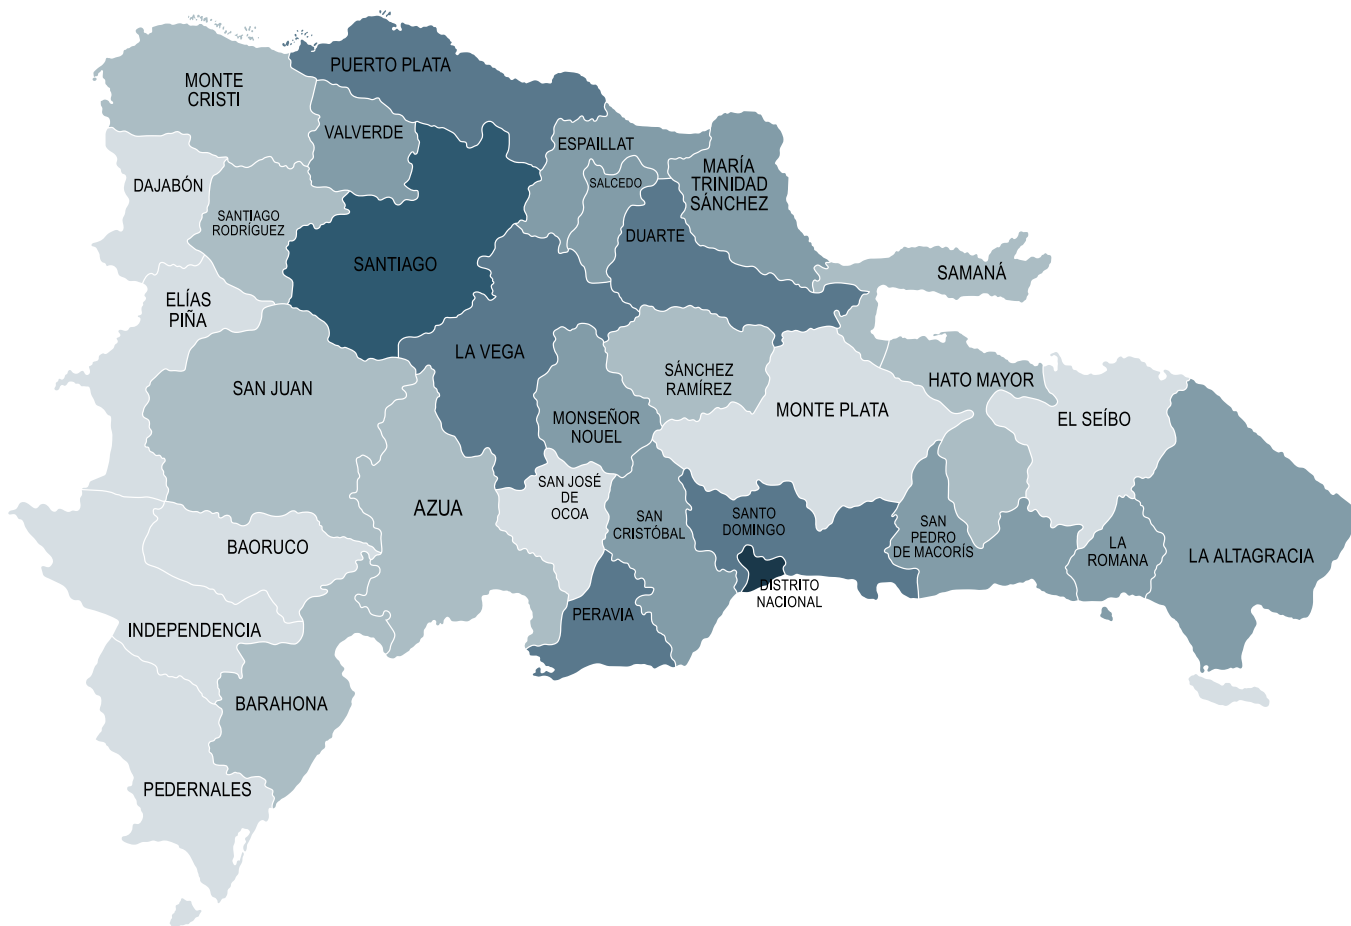 PUERTO PLATA
MONTE
CRISTI
VALVERDE
ESPAILLAT
MARÍA
TRINIDAD
SÁNCHEZ
DAJABÓN
SALCEDO
SANTIAGO
RODRÍGUEZ
DUARTE
SANTIAGO
SAMANÁ
ELÍAS
PIÑA
LA VEGA
SÁNCHEZ
RAMÍREZ
HATO MAYOR
SAN JUAN
MONTE PLATA
EL SEÍBO
MONSEÑOR
NOUEL
SAN JOSÉ
DE
OCOA
AZUA
SAN
CRISTÓBAL
SANTO
DOMINGO
SAN
PEDRO
DE MACORÍS
LA
ROMANA
LA ALTAGRACIA
BAORUCO
DISTRITO
NACIONAL
PERAVIA
INDEPENDENCIA
BARAHONA
PEDERNALES